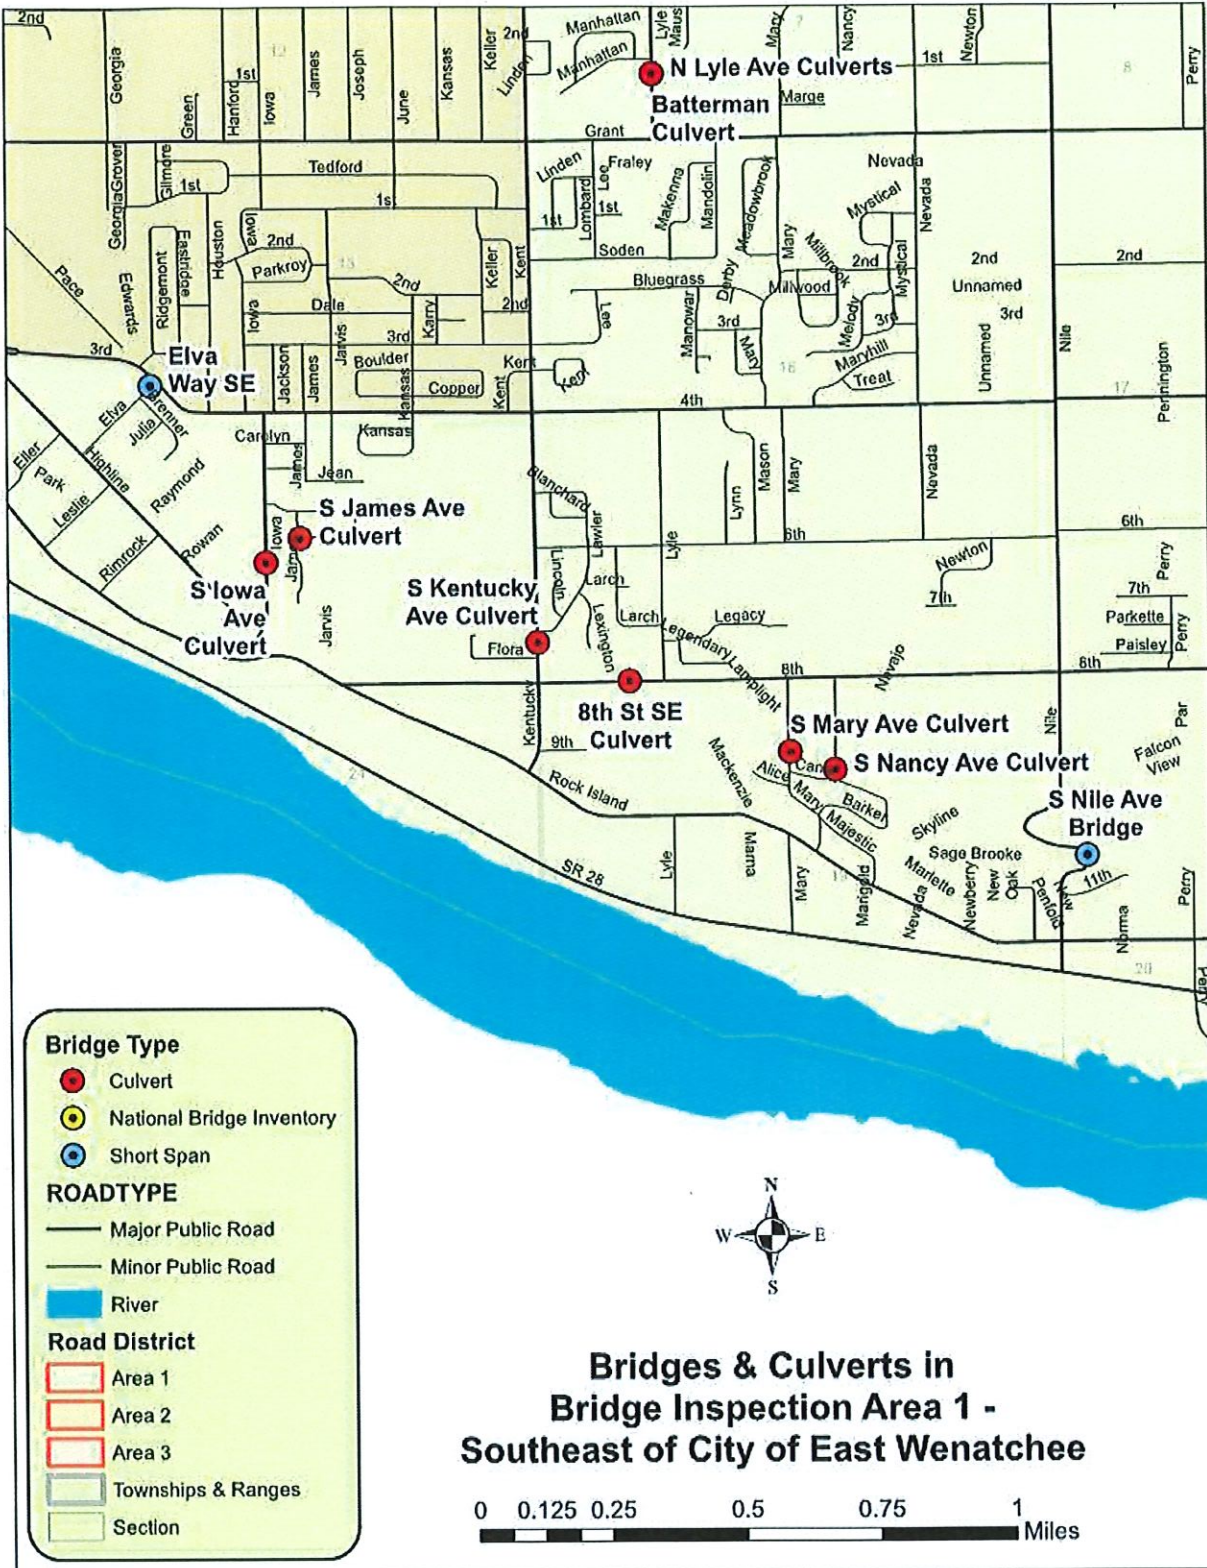 2nd
Georgia
12
James
Joseph
Kansas
Keller
2nd
Linden
Manhattan
Manhattan
Lyle
Maus
Mary
7
Nancy
Newton
1st
8
Perry
Green
Hanford
1st
Iowa
June
N Lyle Ave Culverts
Marge
Batterman
Culvert
Grant
Georgia
Grover
Gilmore
1st
Tedford
1st
Linden
Lee
Fraley
Lombard
1st
1st
Makenna
Mandolin
Meadowbrook
Mary
Nevada
Mystical
Nevada
Pace
Edwards
Ridgemont
Eastridge
Houston
Iowa
2nd
Parkroy
13
2nd
Keller
Kent
Soden
Bluegrass
Derby
Millbrook
2nd
Millwood
Mystical
2nd
Unnamed
3rd
2nd
Iowa
Dale
Karry
2nd
Lee
Manowar
3rd
Mary
Melody
3rd
Unnamed
Nile
3rd
Jarvis
3rd
Elva
Way SE
Jackson
James
Boulder
Copper
Kansas
Kent
Kent
Kent
18
Maryhill
Treat
17
Pennington
4th
Elva
Brenner
Julia
Carolyn
Kansas
James
Jean
Eller
Park
Leslie
Highline
Raymond
Rimrock
Rowan
Blanchard
Lawler
Lyle
Lynn
Mason
Mary
Nevada
6th
6th
S James Ave
Culvert
Iowa
James
S Iowa
Ave
Culvert
Jarvis
S Kentucky
Ave Culvert
Lincoln
Larch
Lexington
Larch
Legendary
Legacy
Newton
7th
Perry
7th
Parkette
Paisley
Perry
Flora
Lamplight
8th
Navajo
8th
Kentucky
8th St SE
Culvert
9th
S Mary Ave Culvert
S Nancy Ave Culvert
Nile
Par
Falcon
View
24
Rock Island
Mackenzie
Alice
Mary
Barker
Majestic
Skyline
S Nile Ave
Bridge
SR 28
Lyle
Mary
19
Marigold
Marlette
Nevada
Sage Brooke
Newberry
New
Oak
Penfold
New
11th
Norma
Perry
20
Perry
Bridge Type
Culvert
National Bridge Inventory
Short Span
ROADTYPE
Major Public Road
Minor Public Road
River
Road District
Area 1
Area 2
Area 3
Townships & Ranges
Section
N
W
E
S
Bridges & Culverts in
Bridge Inspection Area 1 -
Southeast of City of East Wenatchee
0 0.125 0.25 0.5 0.75 1
Miles